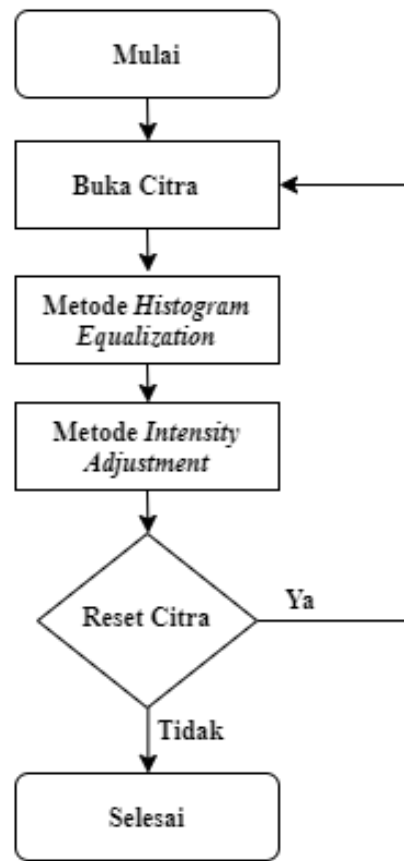 Mulai
Buka Citra
Metode Histogram
Equalization
Metode Intensity
Adjustment
Reset Citra
Ya
Tidak
Selesai